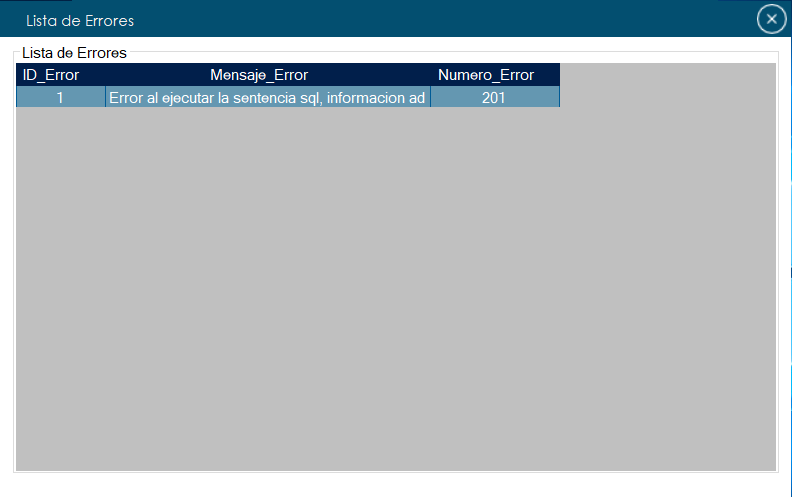 Lista de Errores
Lista de Errores
ID_Error Mensaje_Error Numero_Error
1 Error al ejecutar la sentencia sql, informacion ad 201